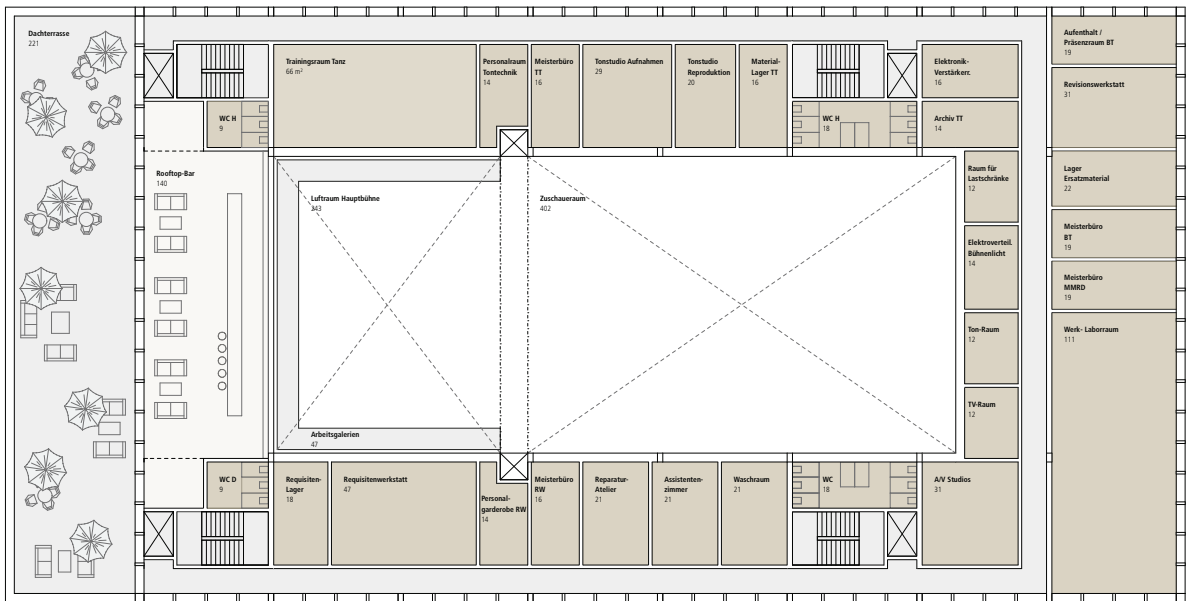 Dachterrasse
221
Trainingsraum Tanz
66 m²
Personalraum
Tontechnik
14
Meisterbüro
TT
16
Tonstudio Aufnahmen
29
Tonstudio
Reproduktion
20
Material-
Lager TT
16
Elektronik-
Verstärkerr.
16
Aufenthalt /
Präsenzraum BT
19
Revisionswerkstatt
31
WC H
9
WC H
18
Archiv TT
14
Rooftop-Bar
140
Luftraum Hauptbühne
343
Zuschaueraum
402
Raum für
Lastschränke
12
Lager
Ersatzmaterial
22
Elektroverteil.
Bühnenlicht
14
Meisterbüro
BT
19
Meisterbüro
MMRD
19
Ton-Raum
12
Werk- Laborraum
111
TV-Raum
12
Arbeitsgalerien
47
WC D
9
Requisiten-
Lager
18
Requisitenwerkstatt
47
Personal-
garderobe RW
14
Meisterbüro
RW
16
Reparatur-
Atelier
21
Assistenten-
zimmer
21
Waschraum
21
WC
18
A/V Studios
31